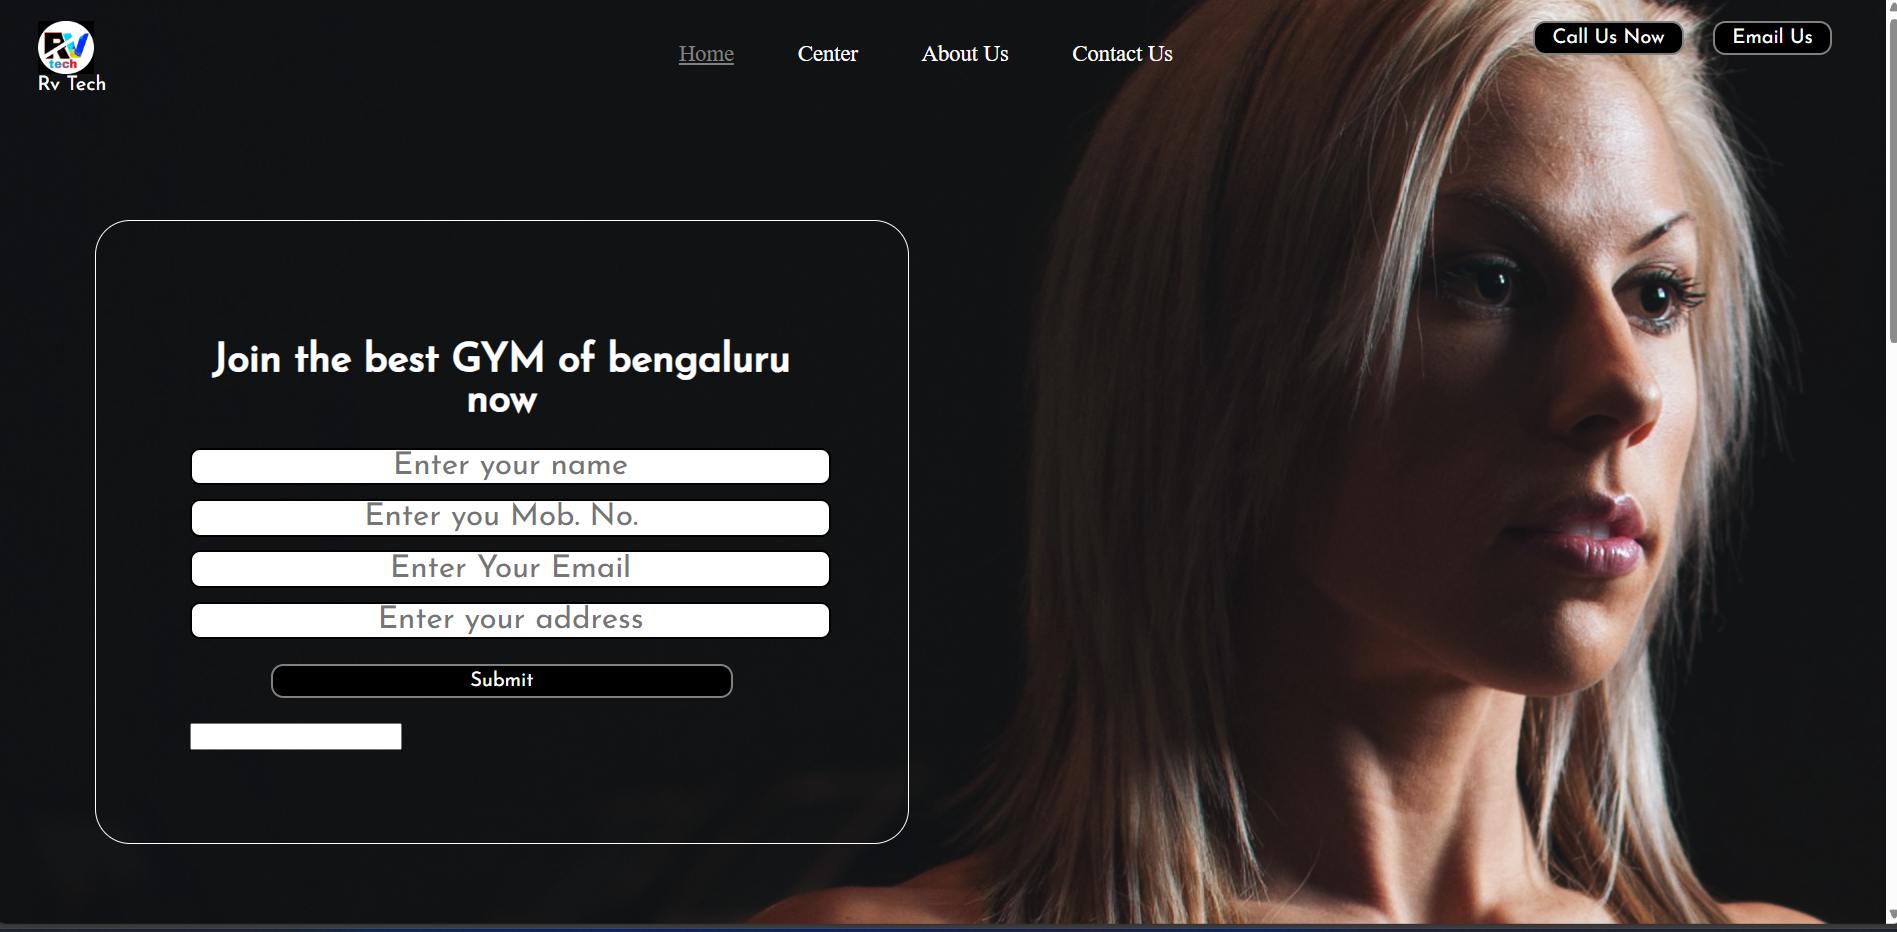 RV
tech
Rv Tech
Home
Center
About Us
Contact Us
Call Us Now
Email Us
Join the best GYM of bengaluru
now
Enter your name
Enter you Mob. No.
Enter Your Email
Enter your address
Submit